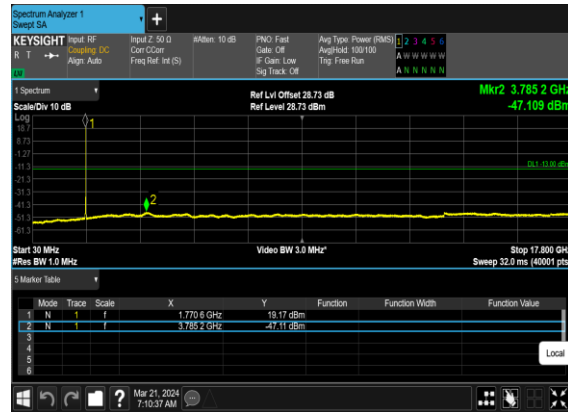 Spectrum Analyzer 1
Swept SA
+
KEYSIGHT Input: RF Input Z: 50 Ω #Atten: 10 dB PNO: Fast Avg Type: Power (RMS) 1 2 3 4 5 6
R T Coupling: DC Corr CCorr Gate: Off Avg|Hold: 100/100 A W W W W W
Align: Auto Freq Ref: Int (S) IF Gain: Low Trig: Free Run
Sig Track: Off A N N N N N
1 Spectrum Ref Lvl Offset 28.73 dB Mkr2 3.785 2 GHz
Scale/Div 10 dB Ref Level 28.73 dBm -47.109 dBm
Log
18.7
8.73
-1.27
-11.3
-21.3
-31.3
-41.3
-51.3
-61.3
1
DL1 -13.00 dBm
2
Start 30 MHz Video BW 3.0 MHz* Stop 17.800 GHz
#Res BW 1.0 MHz Sweep 32.0 ms (40001 pts)
5 Marker Table
Mode Trace Scale X Y Function Function Width Function Value
1 N 1 f 1.770 6 GHz 19.17 dBm
2 N 1 f 3.785 2 GHz -47.11 dBm
3
4
5
6
Local
? Mar 21, 2024
7:10:37 AM